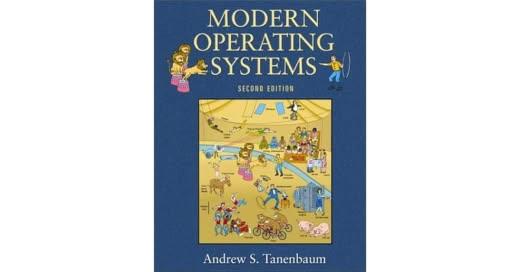 MODERN
OPERATING
SYSTEMS
SECOND EDITION
Andrew S. Tanenbaum